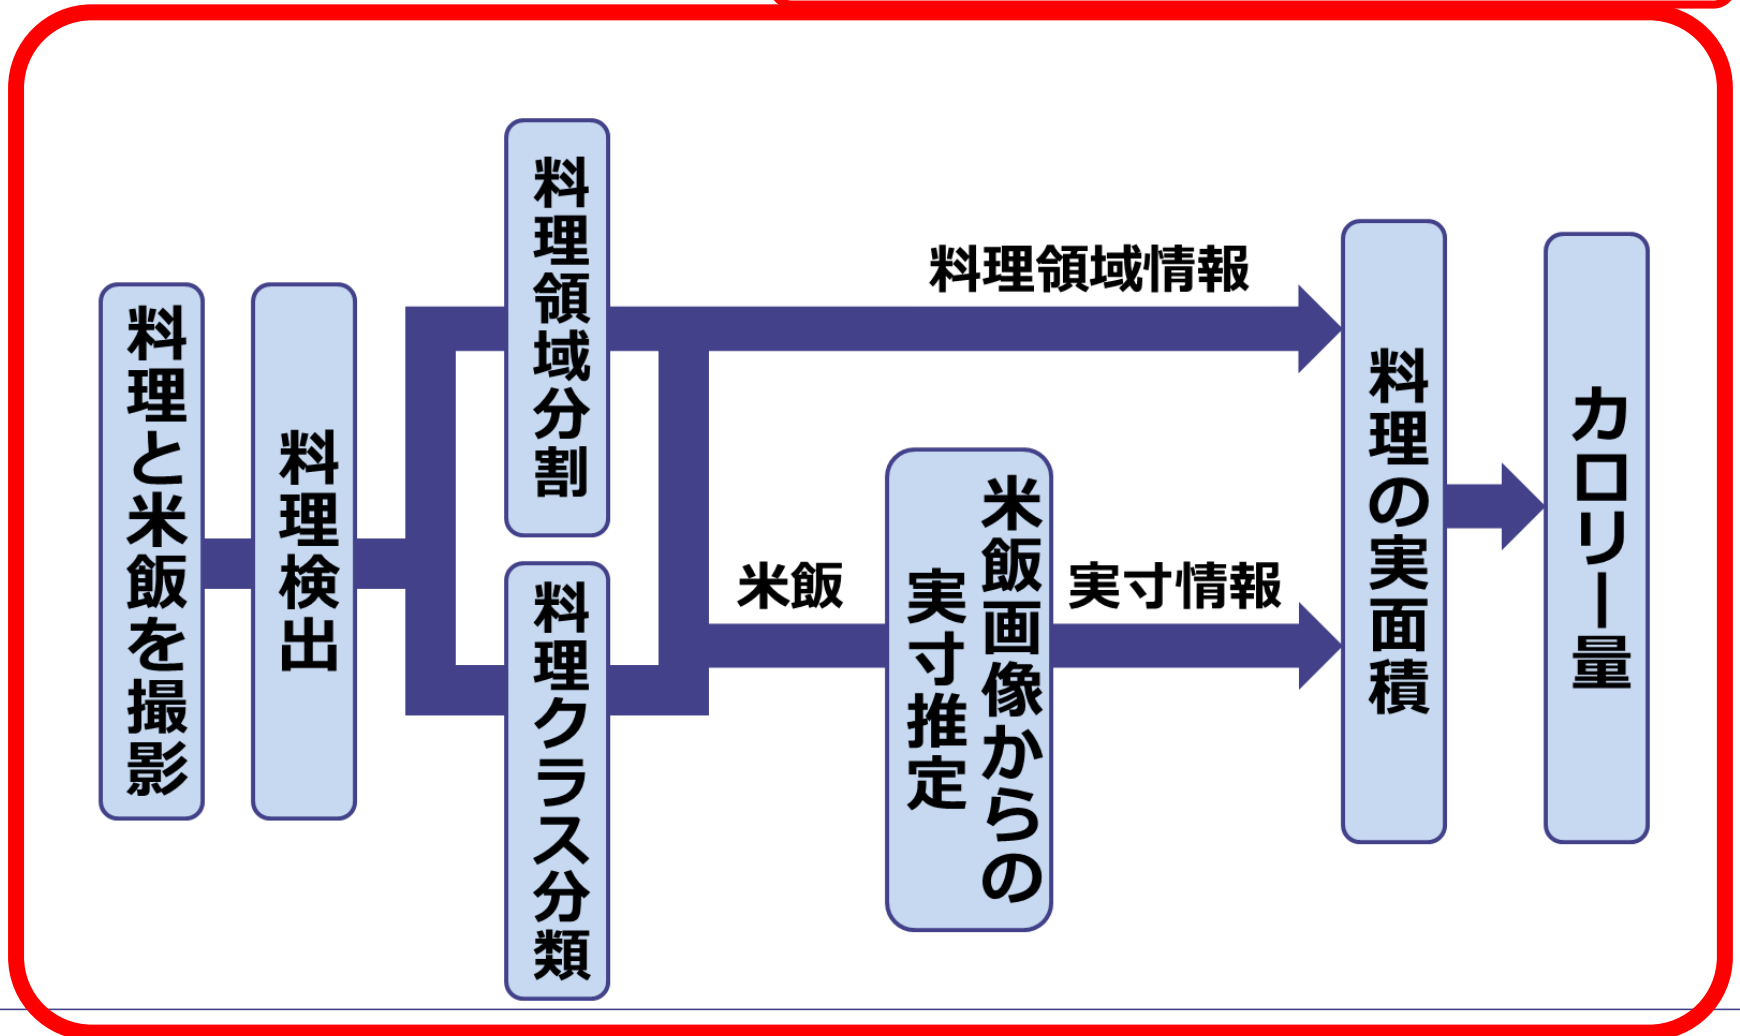 料理と米飯を撮影
料理検出
料理領域分割
料理クラス分類
料理領域情報
米飯
米飯画像からの
実寸推定
実寸情報
料理の実面積
カロリー量